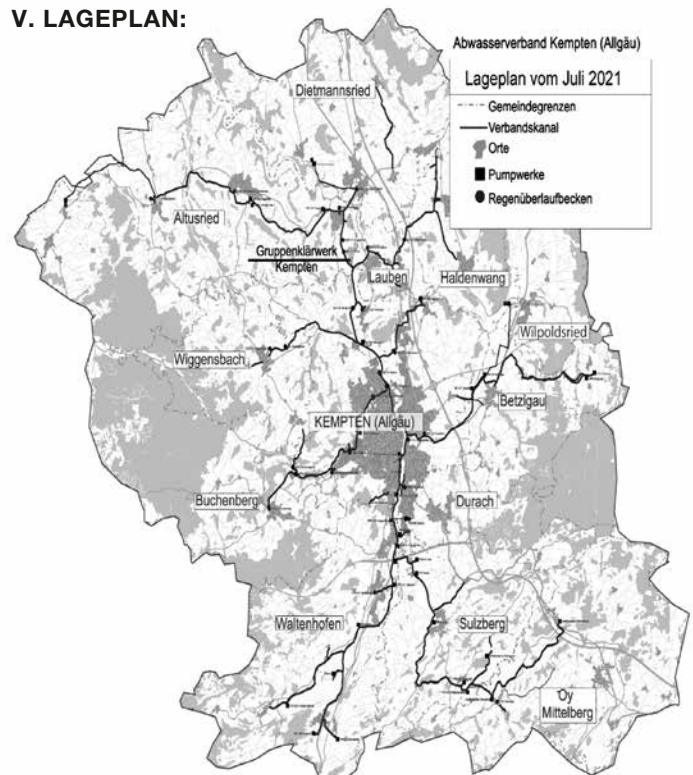 V. LAGEPLAN:
Abwasserverband Kempten (Allgäu)
Lageplan vom Juli 2021
Gemeindegrenzen
Verbandskanal
Orte
Pumpwerke
Regenüberlaufbecken
Dietmannsried
Altusried
Gruppenklärwerk
Kempten
Lauben
Haldenwang
Wiggensbach
Wilpoldsried
Betzigau
KEMPTEN (Allgäu)
Buchenberg
Durach
Waltenhofen
Sulzberg
Oy
Mittelberg